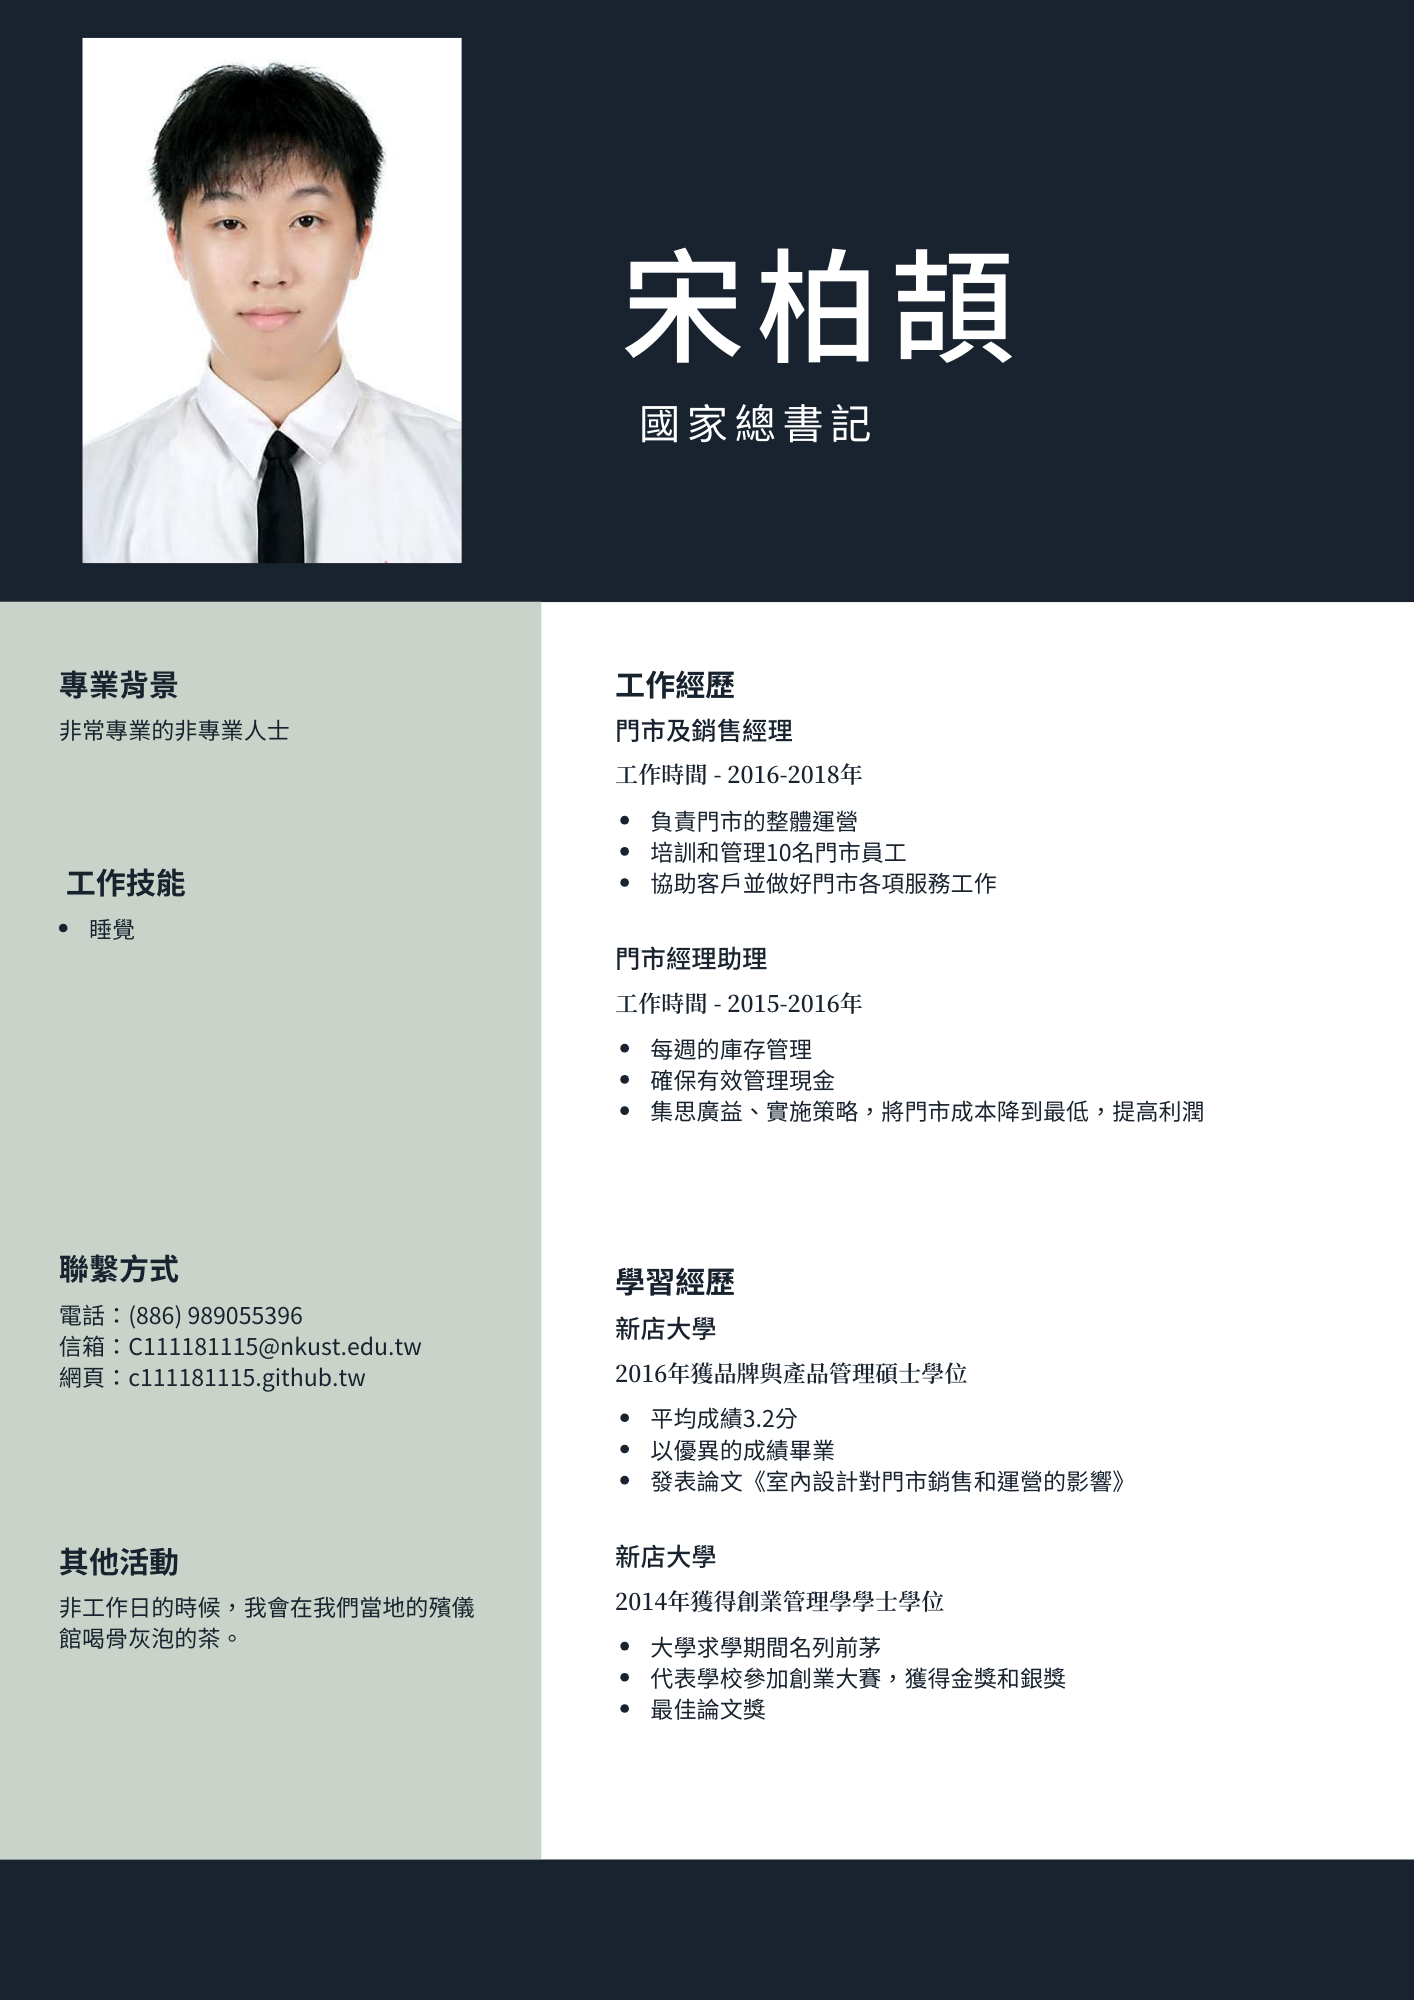 宋柏頡
國家總書記
專業背景
非常專業的非專業人士
工作技能
• 睡覺
聯繫方式
電話：(886) 989055396
信箱：C111181115@nkust.edu.tw
網頁：c111181115.github.tw
其他活動
非工作日的時候，我會在我們當地的殯儀
館喝骨灰泡的茶。
工作經歷
門市及銷售經理
工作時間 - 2016-2018年
• 負責門市的整體運營
• 培訓和管理10名門市員工
• 協助客戶並做好門市各項服務工作
門市經理助理
工作時間 - 2015-2016年
• 每週的庫存管理
• 確保有效管理現金
• 集思廣益、實施策略，將門市成本降到最低，提高利潤
學習經歷
新店大學
2016年獲品牌與產品管理碩士學位
• 平均成績3.2分
• 以優異的成績畢業
• 發表論文《室內設計對門市銷售和運營的影響》
新店大學
2014年獲得創業管理學學士學位
• 大學求學期間名列前茅
• 代表學校參加創業大賽，獲得金獎和銀獎
• 最佳論文獎